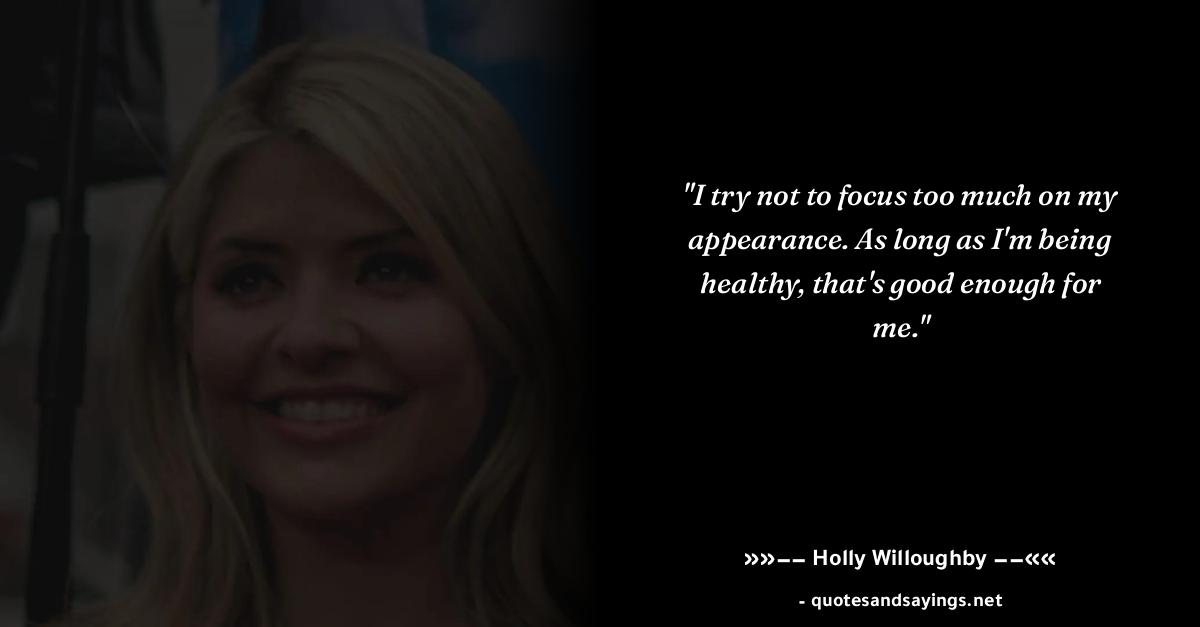 "I try not to focus too much on my
appearance. As long as I'm being
healthy, that's good enough for
me."
»»−− Holly Willoughby −−««
- quotesandsayings.net